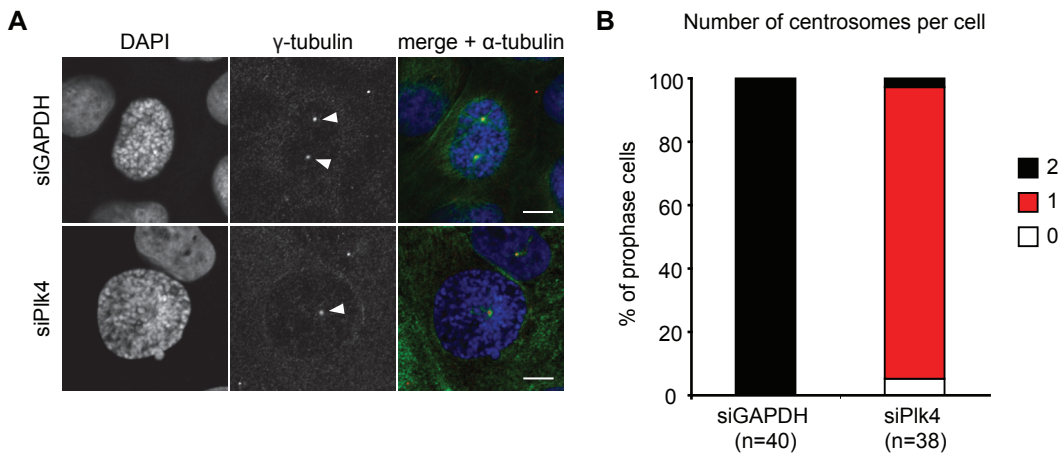 A
DAPI
γ-tubulin
merge + α-tubulin
siGAPDH
siPlk4
B
Number of centrosomes per cell
% of prophase cells
100
80
60
40
20
0
siGAPDH
(n=40)
siPlk4
(n=38)
2
1
0